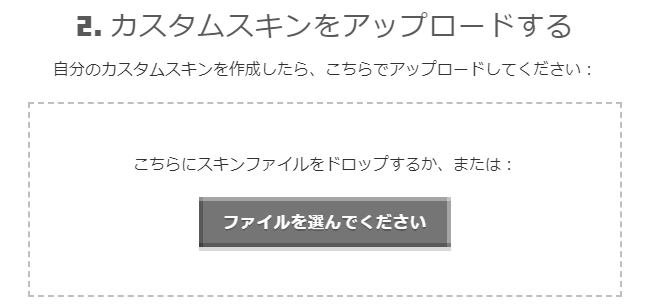 2. カスタムスキンをアップロードする
自分のカスタムスキンを作成したら、こちらでアップロードしてください：
こちらにスキンファイルをドロップするか、または：
ファイルを選んでください